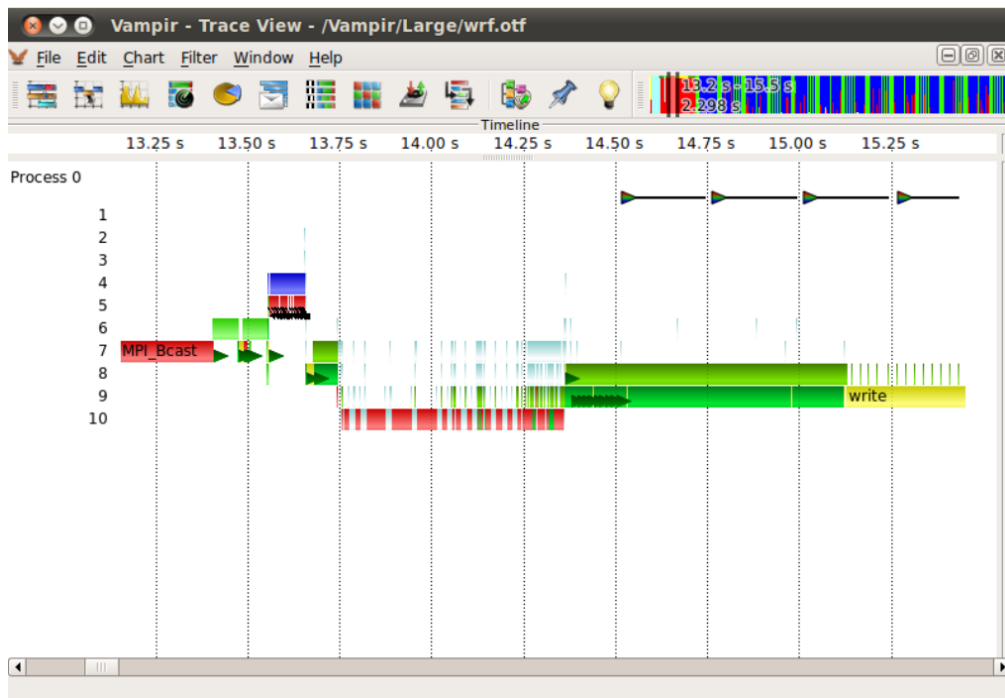 Vampir - Trace View - /Vampir/Large/wrf.otf
File Edit Chart Filter Window Help
13.2 s - 15.5 s
2.298 s
Timeline
13.25 s 13.50 s 13.75 s 14.00 s 14.25 s 14.50 s 14.75 s 15.00 s 15.25 s
Process 0
1
2
3
4
5
6
7 MPI_Bcast
8
9 write
10